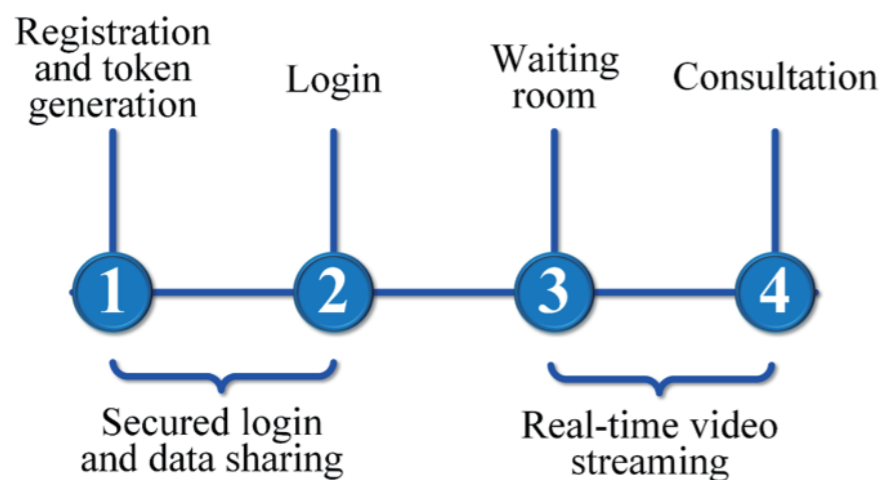 Registration
and token
generation
Login
Waiting
room
Consultation
1
2
3
4
Secured login
and data sharing
Real-time video
streaming